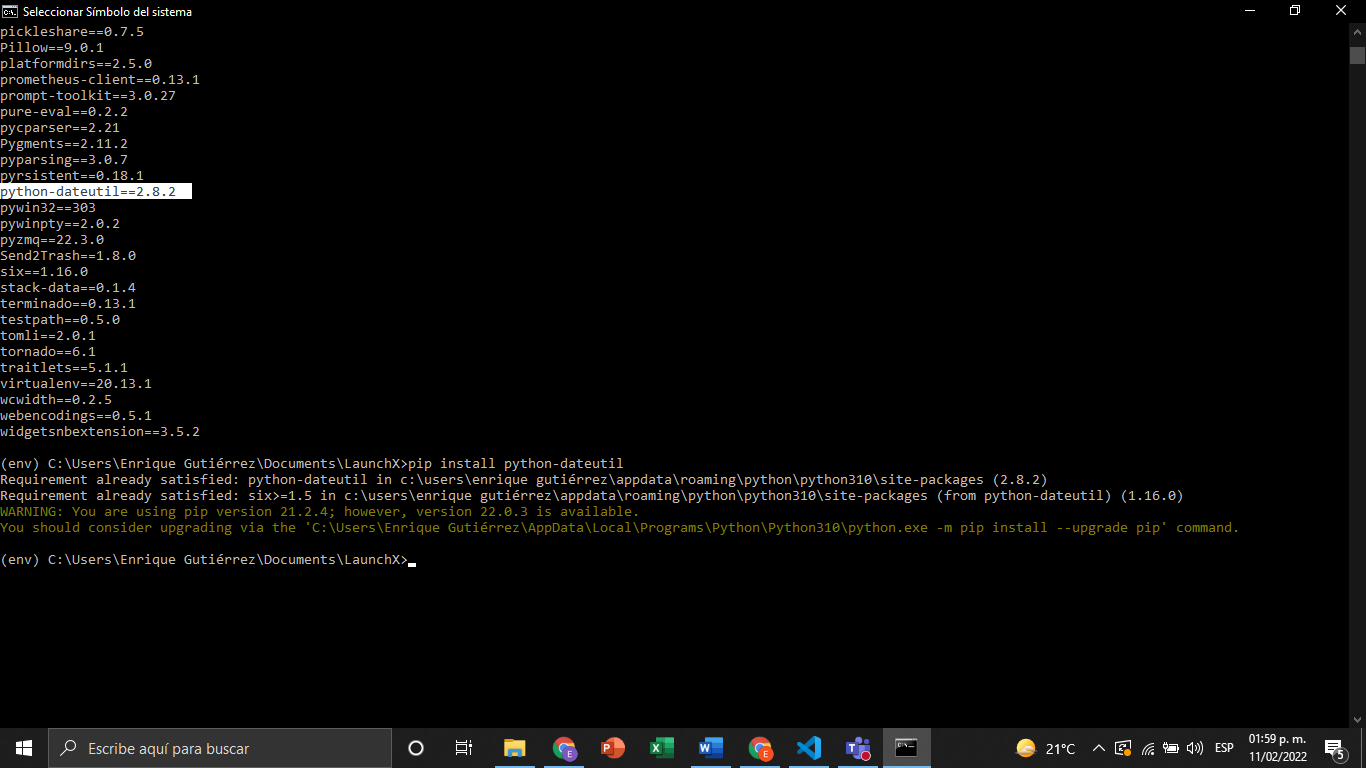 Seleccionar Símbolo del sistema
pickleshare==0.7.5
Pillow==9.0.1
platformdirs==2.5.0
prometheus-client==0.13.1
prompt-toolkit==3.0.27
pure-eval==0.2.2
pycparser==2.21
Pygments==2.11.2
pyparsing==3.0.7
pyrsistent==0.18.1
python-dateutil==2.8.2
pywin32==303
pywinpty==2.0.2
pyzmq==22.3.0
Send2Trash==1.8.0
six==1.16.0
stack-data==0.1.4
terminado==0.13.1
testpath==0.5.0
tomli==2.0.1
tornado==6.1
traitlets==5.1.1
virtualenv==20.13.1
wcwidth==0.2.5
webencodings==0.5.1
widgetsnbextension==3.5.2
(env) C:\Users\Enrique Gutiérrez\Documents\LaunchX>pip install python-dateutil
Requirement already satisfied: python-dateutil in c:\users\enrique gutiérrez\appdata\roaming\python\python310\site-packages (2.8.2)
Requirement already satisfied: six>=1.5 in c:\users\enrique gutiérrez\appdata\roaming\python\python310\site-packages (from python-dateutil) (1.16.0)
WARNING: You are using pip version 21.2.4; however, version 22.0.3 is available.
You should consider upgrading via the 'C:\Users\Enrique Gutiérrez\AppData\Local\Programs\Python\Python310\python.exe -m pip install --upgrade pip' command.
(env) C:\Users\Enrique Gutiérrez\Documents\LaunchX>
Escribe aquí para buscar
21°C
ESP
01:59 p. m.
11/02/2022
5